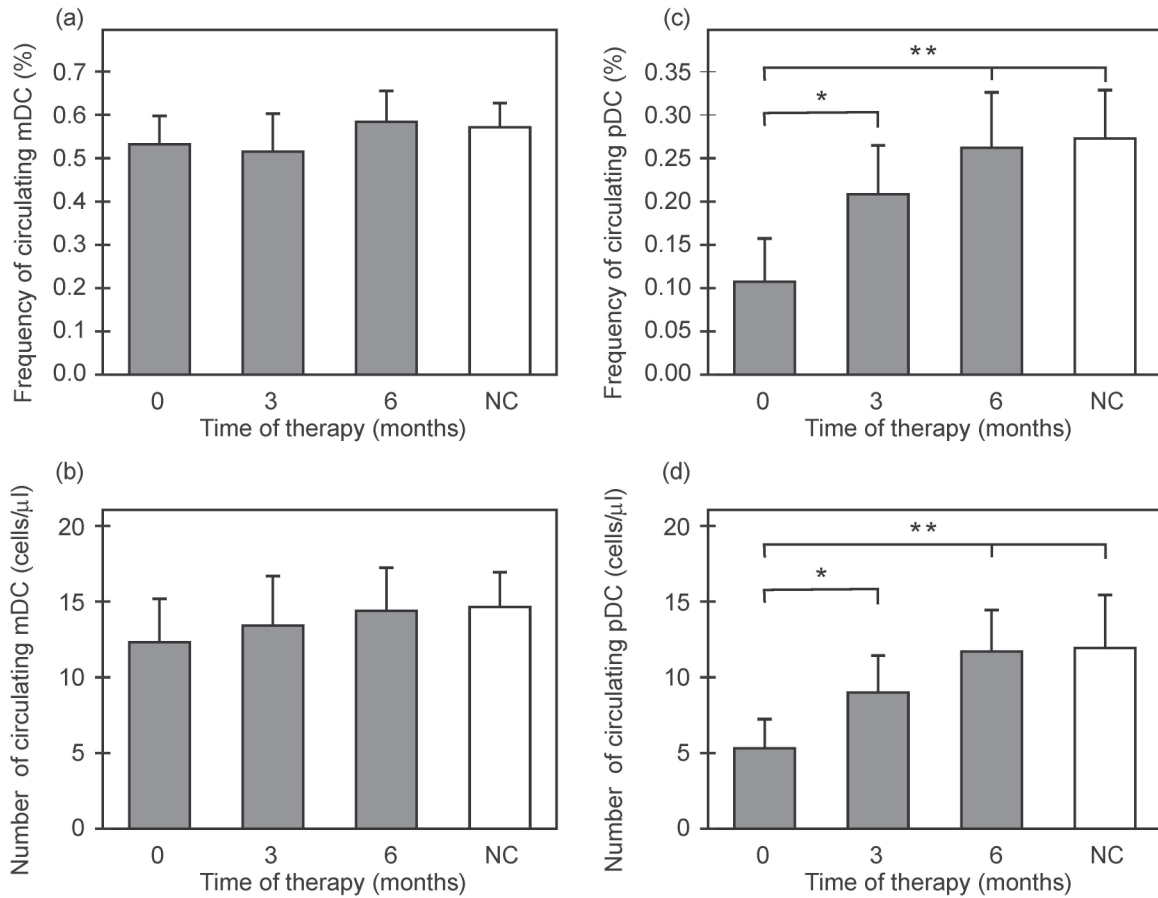 (a)
Frequency of circulating mDC (%)
0.7
0.6
0.5
0.4
0.3
0.2
0.1
0.0
0 3 6 NC
Time of therapy (months)
(c)
Frequency of circulating pDC (%)
0.35
0.30
0.25
0.20
0.15
0.10
0.05
0.00
**
*
0 3 6 NC
Time of therapy (months)
(b)
Number of circulating mDC (cells/μl)
20
15
10
5
0
0 3 6 NC
Time of therapy (months)
(d)
Number of circulating pDC (cells/μl)
20
15
10
5
0
**
*
0 3 6 NC
Time of therapy (months)